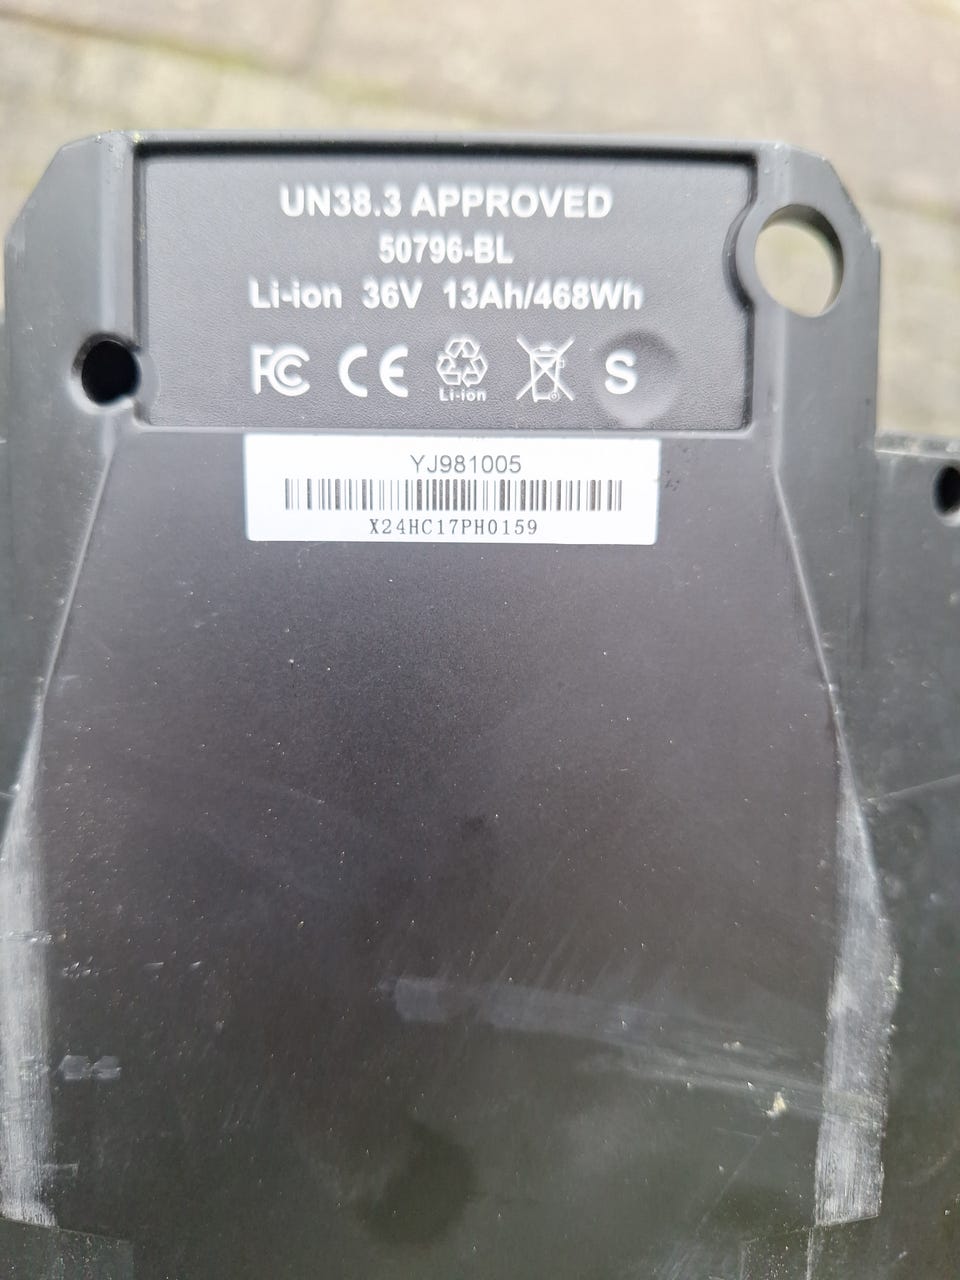 UN38.3 APPROVED
50796-BL
Li-ion 36V 13Ah/468Wh
FC CE Li-ion S
YJ981005
X24HC17PH0159